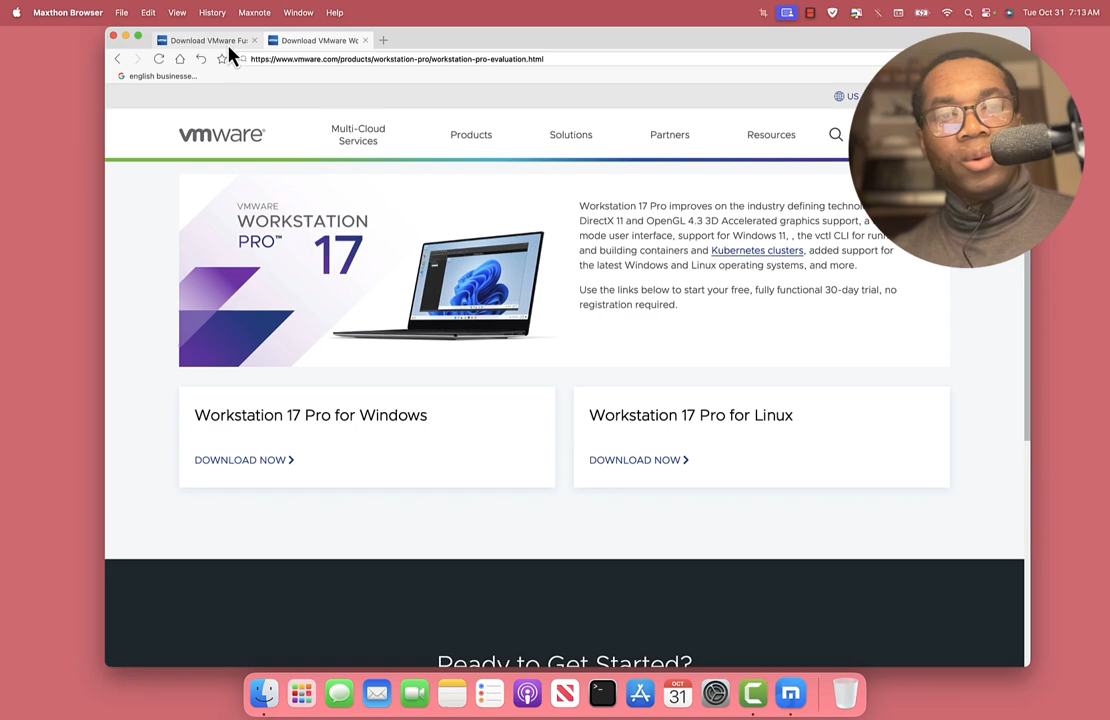 Maxthon Browser File Edit View History Maxnote Window Help Tue Oct 31 7:13 AM
Download VMware Fus Download VMware Wo
https://www.vmware.com/products/workstation-pro/workstation-pro-evaluation.html
english businesse...
US
vmware Multi-Cloud Services Products Solutions Partners Resources
VMWARE
WORKSTATION
PRO™ 17
Workstation 17 Pro improves on the industry defining techno
DirectX 11 and OpenGL 4.3 3D Accelerated graphics support, a
mode user interface, support for Windows 11, , the vctl CLI for run
and building containers and Kubernetes clusters, added support for
the latest Windows and Linux operating systems, and more.
Use the links below to start your free, fully functional 30-day trial, no
registration required.
Workstation 17 Pro for Windows
DOWNLOAD NOW
Workstation 17 Pro for Linux
DOWNLOAD NOW
Ready to Get Started?
OCT
31